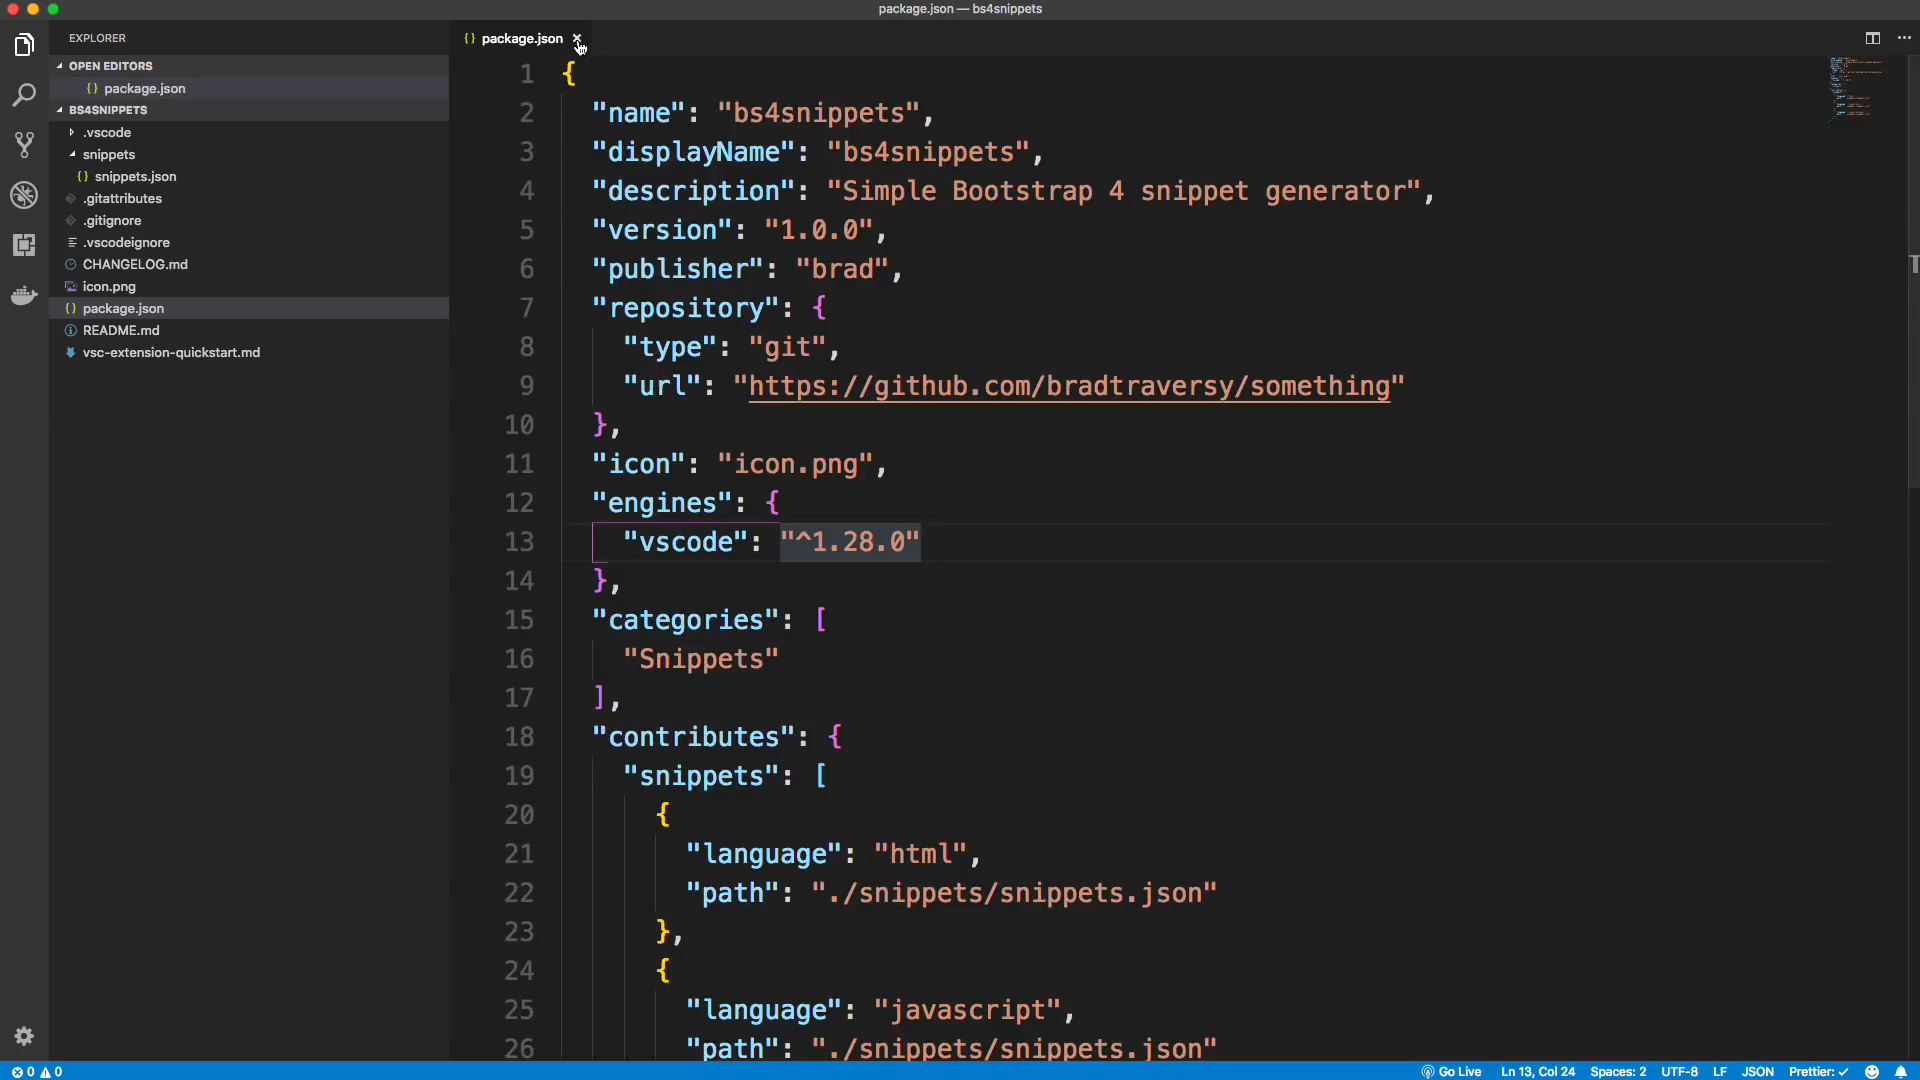 package.json — bs4snippets
EXPLORER
OPEN EDITORS
{} package.json
BS4SNIPPETS
.vscode
snippets
{} snippets.json
.gitattributes
.gitignore
.vscodeignore
CHANGELOG.md
icon.png
{} package.json
README.md
vsc-extension-quickstart.md
{} package.json ×
1 {
2 "name": "bs4snippets",
3 "displayName": "bs4snippets",
4 "description": "Simple Bootstrap 4 snippet generator",
5 "version": "1.0.0",
6 "publisher": "brad",
7 "repository": {
8 "type": "git",
9 "url": "https://github.com/bradtraversy/something"
10 },
11 "icon": "icon.png",
12 "engines": {
13 "vscode": "^1.28.0"
14 },
15 "categories": [
16 "Snippets"
17 ],
18 "contributes": {
19 "snippets": [
20 {
21 "language": "html",
22 "path": "./snippets/snippets.json"
23 },
24 {
25 "language": "javascript",
26 "path": "./snippets/snippets.json"
0 0 Go Live Ln 13, Col 24 Spaces: 2 UTF-8 LF JSON Prettier: ✓